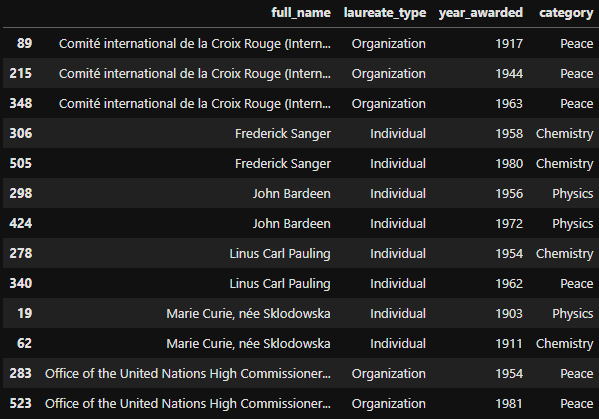 full_name laureate_type year_awarded category
89 Comité international de la Croix Rouge (Intern... Organization 1917 Peace
215 Comité international de la Croix Rouge (Intern... Organization 1944 Peace
348 Comité international de la Croix Rouge (Intern... Organization 1963 Peace
306 Frederick Sanger Individual 1958 Chemistry
505 Frederick Sanger Individual 1980 Chemistry
298 John Bardeen Individual 1956 Physics
424 John Bardeen Individual 1972 Physics
278 Linus Carl Pauling Individual 1954 Chemistry
340 Linus Carl Pauling Individual 1962 Peace
19 Marie Curie, née Sklodowska Individual 1903 Physics
62 Marie Curie, née Sklodowska Individual 1911 Chemistry
283 Office of the United Nations High Commissioner... Organization 1954 Peace
523 Office of the United Nations High Commissioner... Organization 1981 Peace